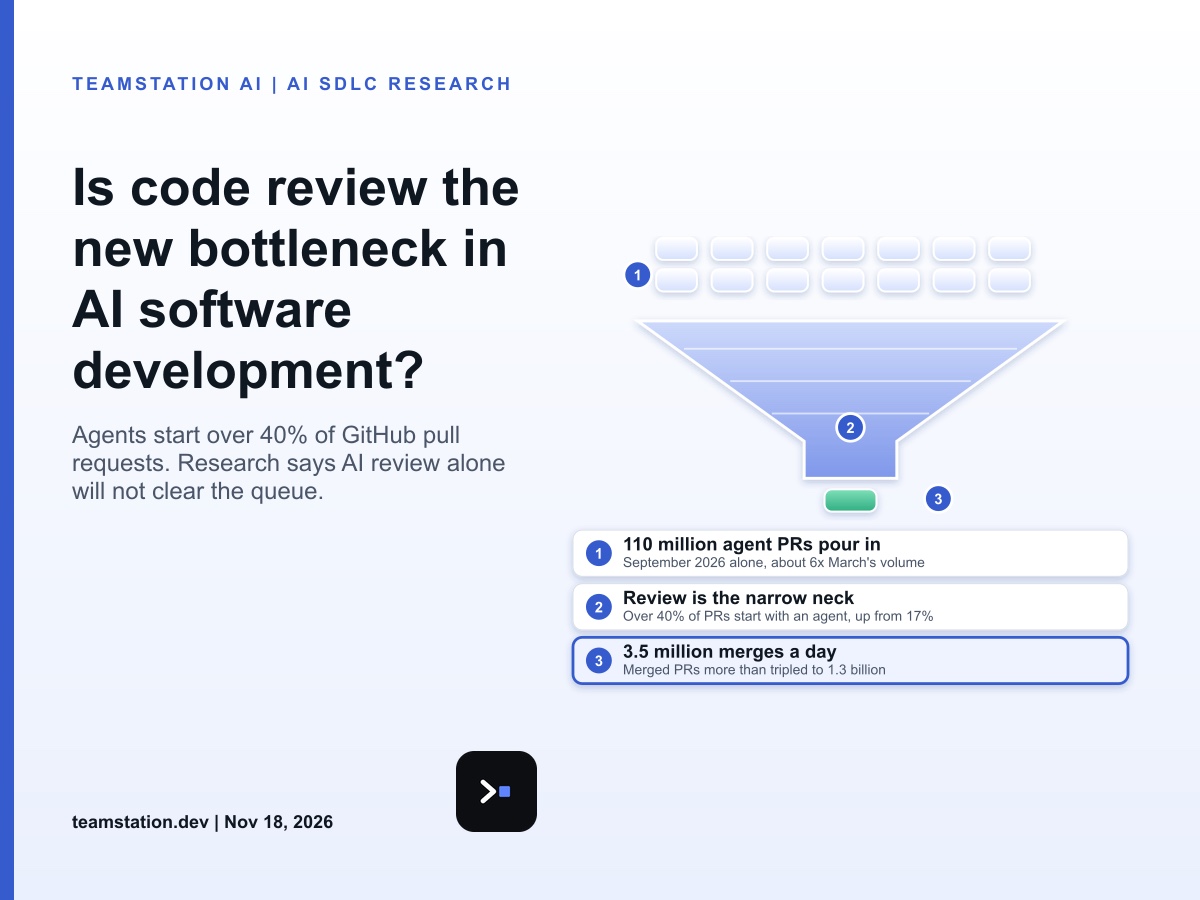 TEAMSTATION AI | AI SDLC RESEARCH
Is code review the
new bottleneck in
AI software
development?
Agents start over 40% of GitHub pull
requests. Research says AI review alone
will not clear the queue.
1
2
3
1
110 million agent PRs pour in
September 2026 alone, about 6x March's volume
2
Review is the narrow neck
Over 40% of PRs start with an agent, up from 17%
3
3.5 million merges a day
Merged PRs more than tripled to 1.3 billion
teamstation.dev | Nov 18, 2026